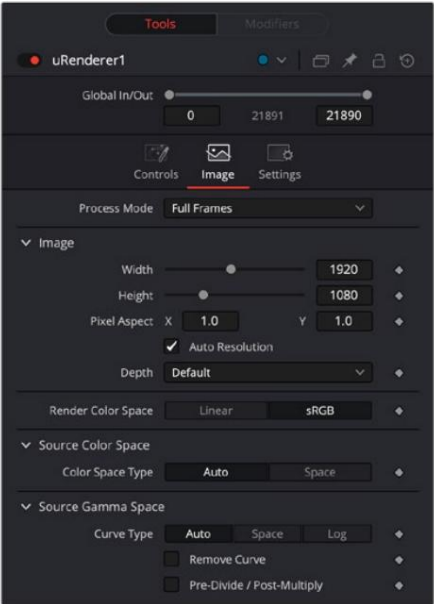 Tools Modifiers
uRenderer1
Global In/Out
0 21891 21890
Controls Image Settings
Process Mode Full Frames
Image
Width 1920
Height 1080
Pixel Aspect X 1.0 Y 1.0
Auto Resolution
Depth Default
Render Color Space Linear sRGB
Source Color Space
Color Space Type Auto Space
Source Gamma Space
Curve Type Auto Space Log
Remove Curve
Pre-Divide / Post-Multiply